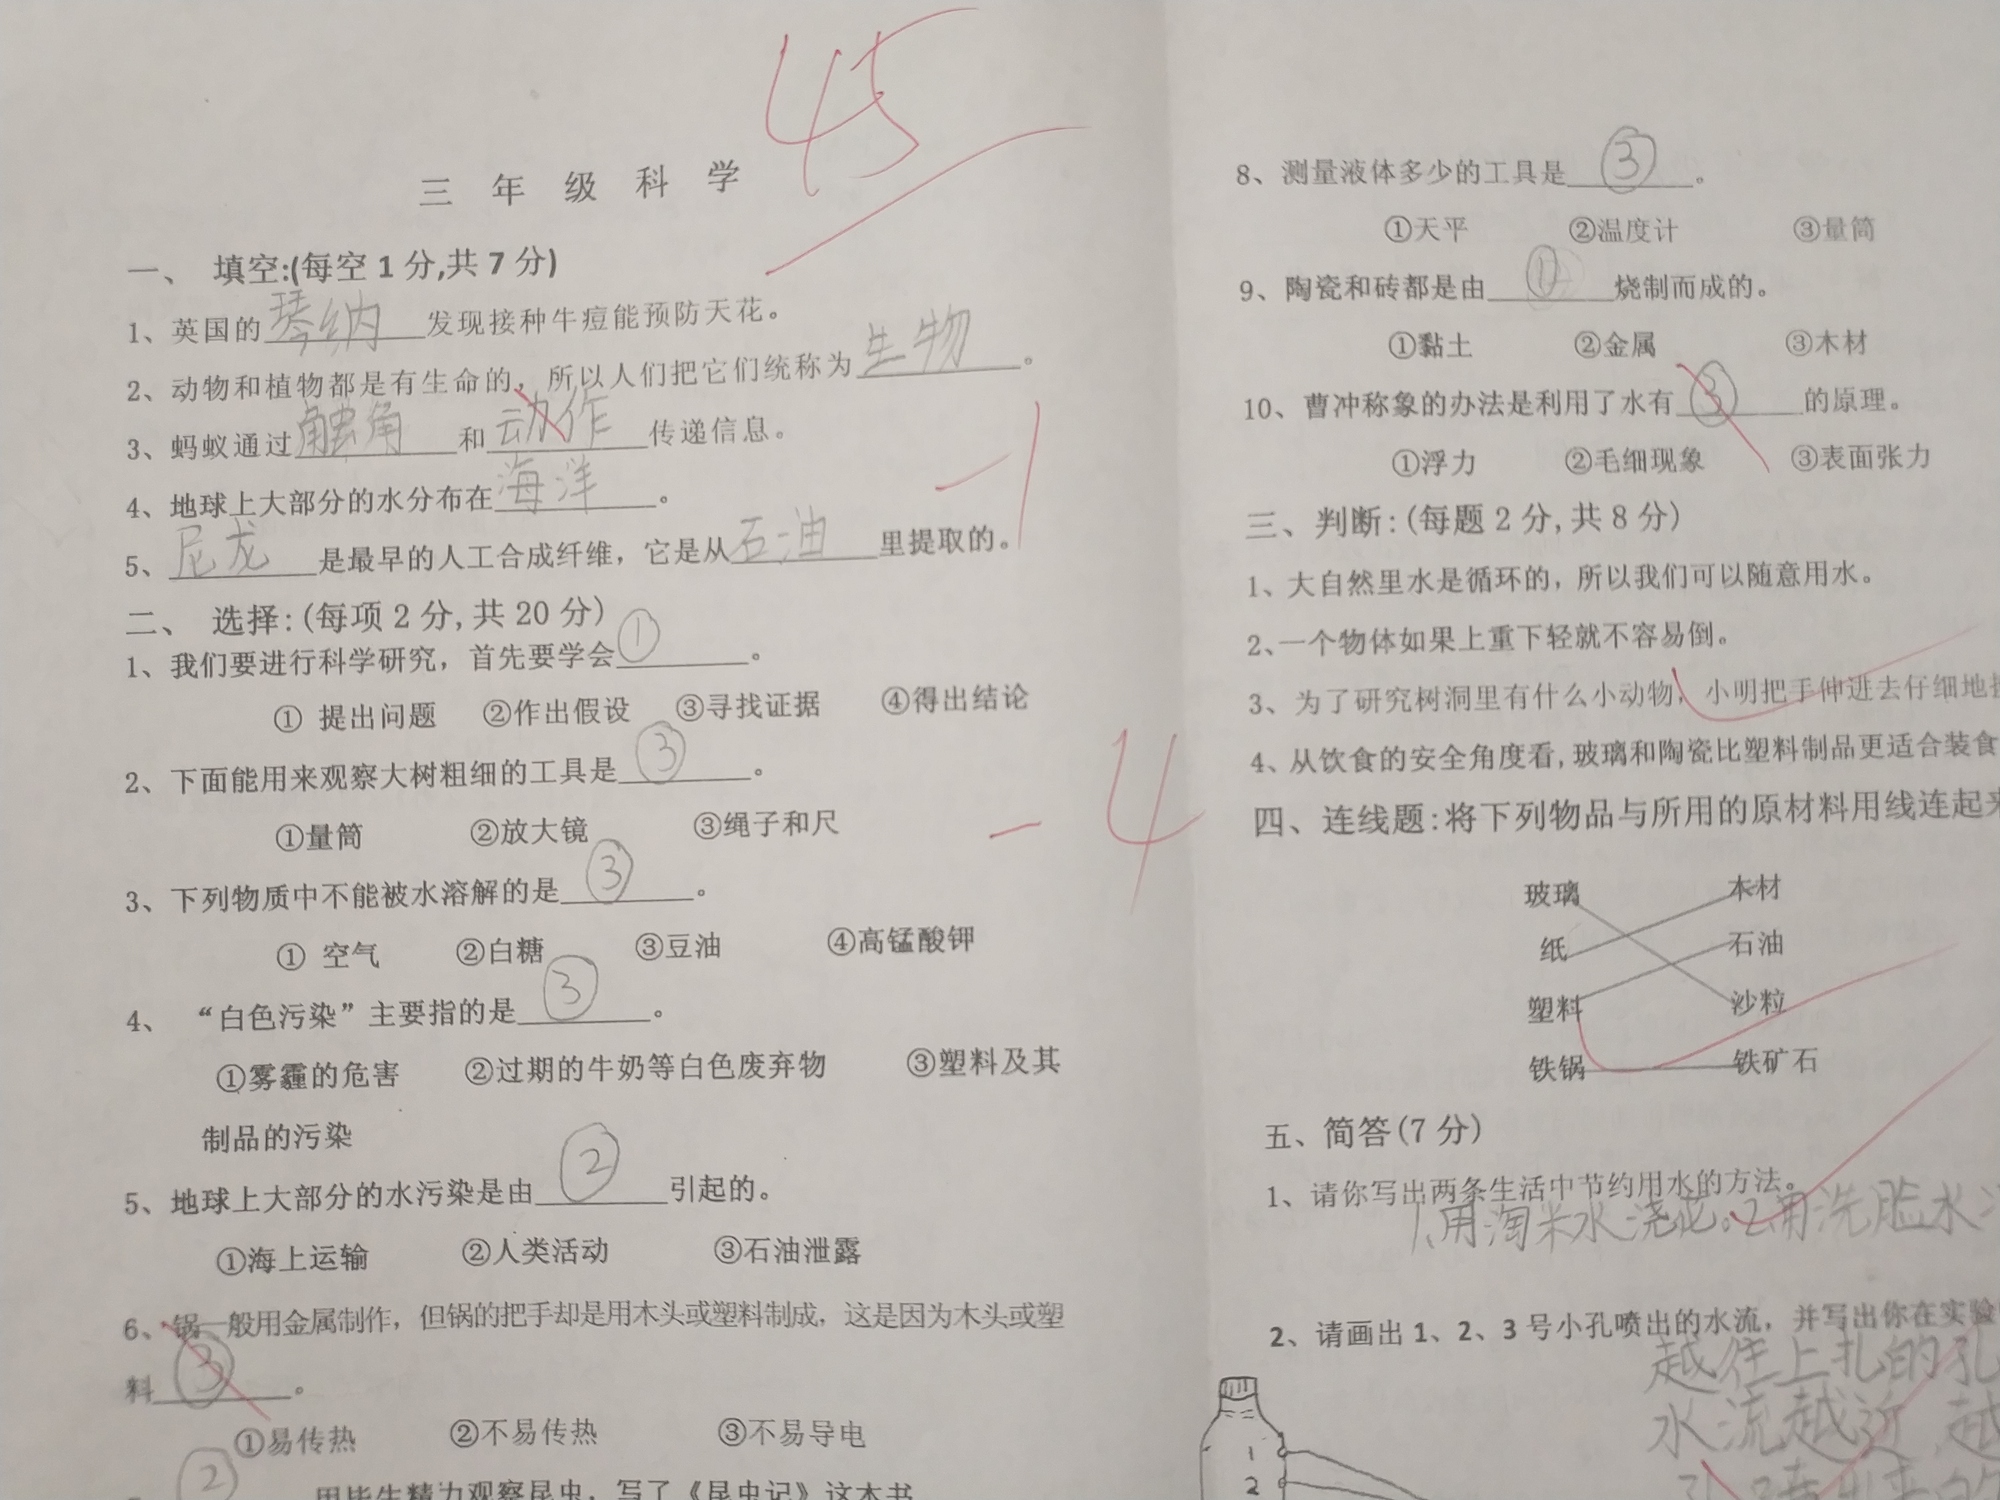 45
三 年 级 科 学
一、 填空:(每空1分,共7分)
1、英国的琴纳发现接种牛痘能预防天花。
2、动物和植物都是有生命的，所以人们把它们统称为生物。
3、蚂蚁通过触角和动作传递信息。
4、地球上大部分的水分布在海洋。
5、尼龙是最早的人工合成纤维，它是从石油里提取的。
-1
二、 选择:(每项2分,共20分)
1、我们要进行科学研究，首先要学会①。
① 提出问题 ②作出假设 ③寻找证据 ④得出结论
2、下面能用来观察大树粗细的工具是③。
①量筒 ②放大镜 ③绳子和尺
-4
3、下列物质中不能被水溶解的是③。
① 空气 ②白糖 ③豆油 ④高锰酸钾
4、“白色污染”主要指的是③。
①雾霾的危害 ②过期的牛奶等白色废弃物 ③塑料及其
制品的污染
5、地球上大部分的水污染是由②引起的。
①海上运输 ②人类活动 ③石油泄露
6、锅一般用金属制作，但锅的把手却是用木头或塑料制成，这是因为木头或塑
料③。
①易传热 ②不易传热 ③不易导电
②用毕生精力观察昆虫，写了《昆虫记》这本书
8、测量液体多少的工具是③。
①天平 ②温度计 ③量筒
9、陶瓷和砖都是由①烧制而成的。
①黏土 ②金属 ③木材
10、曹冲称象的办法是利用了水有③的原理。
①浮力 ②毛细现象 ③表面张力
三、判断:(每题2分,共8分)
1、大自然里水是循环的，所以我们可以随意用水。
2、一个物体如果上重下轻就不容易倒。
3、为了研究树洞里有什么小动物，小明把手伸进去仔细地
4、从饮食的安全角度看,玻璃和陶瓷比塑料制品更适合装食
四、连线题:将下列物品与所用的原材料用线连起来
玻璃 木材
纸 石油
塑料 沙粒
铁锅 铁矿石
五、简答(7分)
1、请你写出两条生活中节约用水的方法。
1、用淘米水浇花。2、用洗脸水
2、请画出1、2、3号小孔喷出的水流，并写出你在实验
越往上扎的孔
水流越近，越
1
2